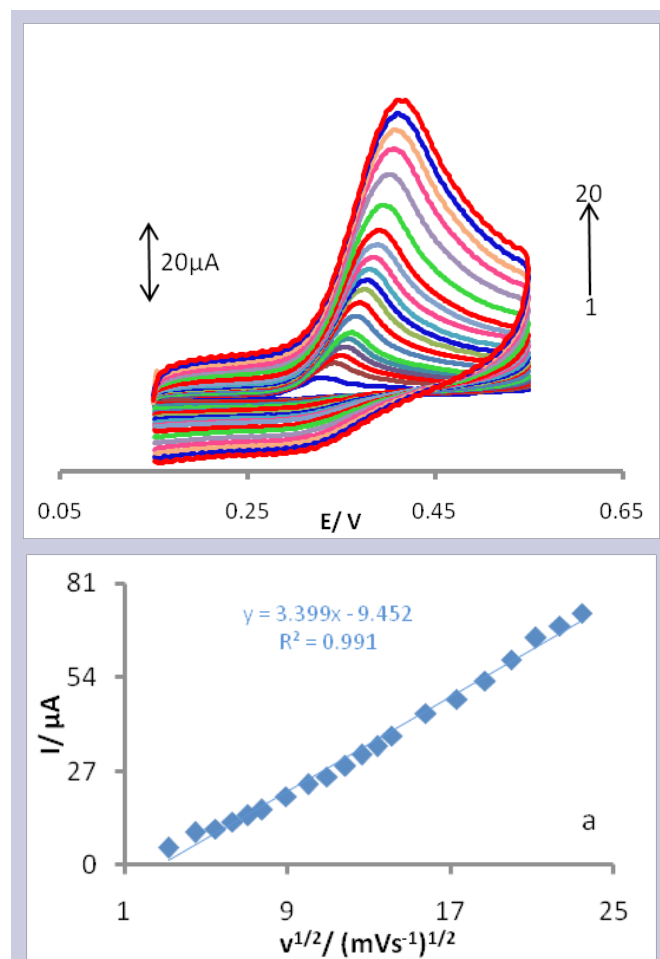 20
20μA
1
0.05 0.25 0.45 0.65
E/ V
81
y = 3.399x - 9.452
R² = 0.991
54
I/ μA
27
a
0
1 9 17 25
v¹/²/ (mVs⁻¹)¹/²